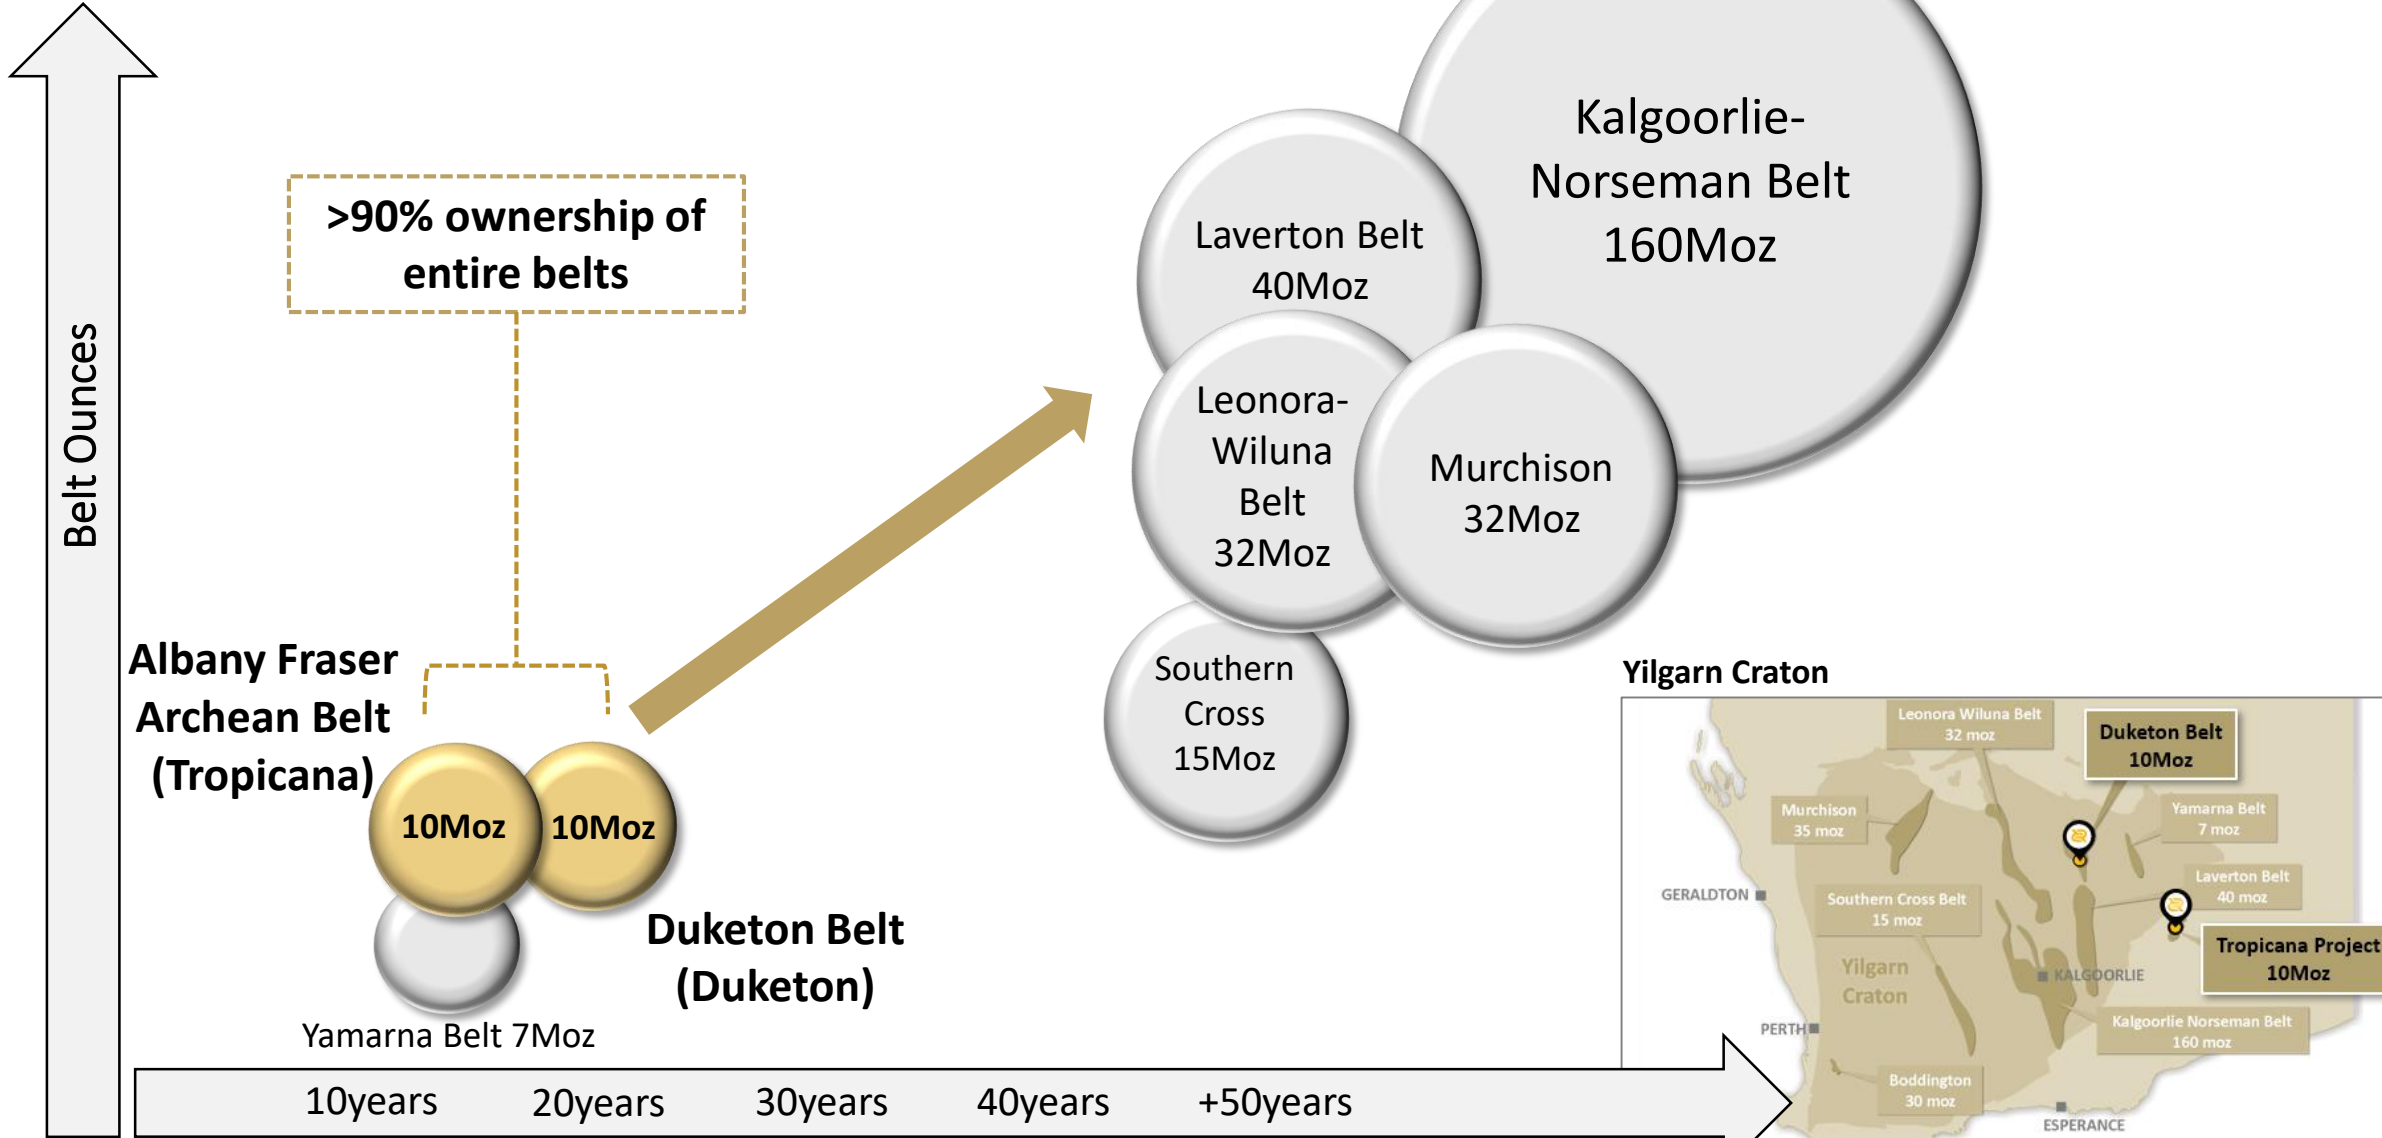 Belt Ounces
>90% ownership of
entire belts
Kalgoorlie-
Norseman Belt
160Moz
Laverton Belt
40Moz
Leonora-
Wiluna
Belt
32Moz
Murchison
32Moz
Southern
Cross
15Moz
Albany Fraser
Archean Belt
(Tropicana)
10Moz
10Moz
Duketon Belt
(Duketon)
Yamarna Belt 7Moz
10years
20years
30years
40years
+50years
Yilgarn Craton
Leonora Wiluna Belt
32 moz
Duketon Belt
10Moz
Murchison
35 moz
Yamarna Belt
7 moz
Laverton Belt
40 moz
GERALDTON
Southern Cross Belt
15 moz
Tropicana Project
10Moz
Yilgarn
Craton
KALGOORLIE
PERTH
Kalgoorlie Norseman Belt
160 moz
Boddington
30 moz
ESPERANCE